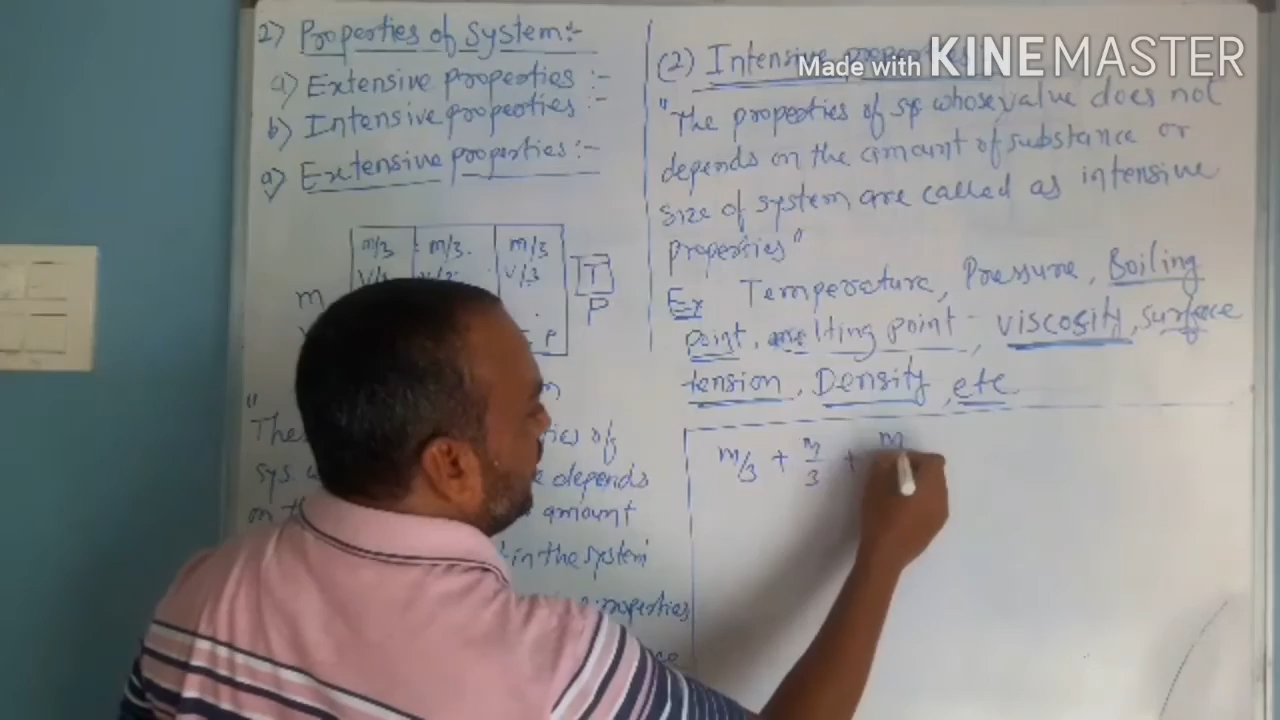 2) Properties of system:-
a) Extensive properties :-
b) Intensive properties :-
a) Extensive properties:-
m/3 m/3 m/3
V/3
m
T
P
P
m
"
The
of
sys. depends
on amount
in the system
properties
Made with KINEMASTER
(2) Intensive
"The properties of sys whose value does not
depends on the amount of substance or
size of system are called as intensive
properties"
Ex Temperature, Pressure, Boiling
point, melting point, viscosity, surface
tension, Density, etc
m/3 + m/3 + m